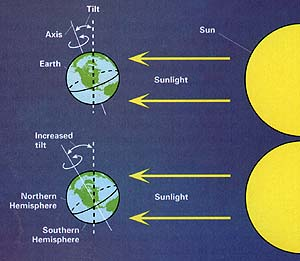 Tilt
Axis
Sun
Earth
Sunlight
Increased
tilt
Sunlight
Northern
Hemisphere
Southern
Hemisphere